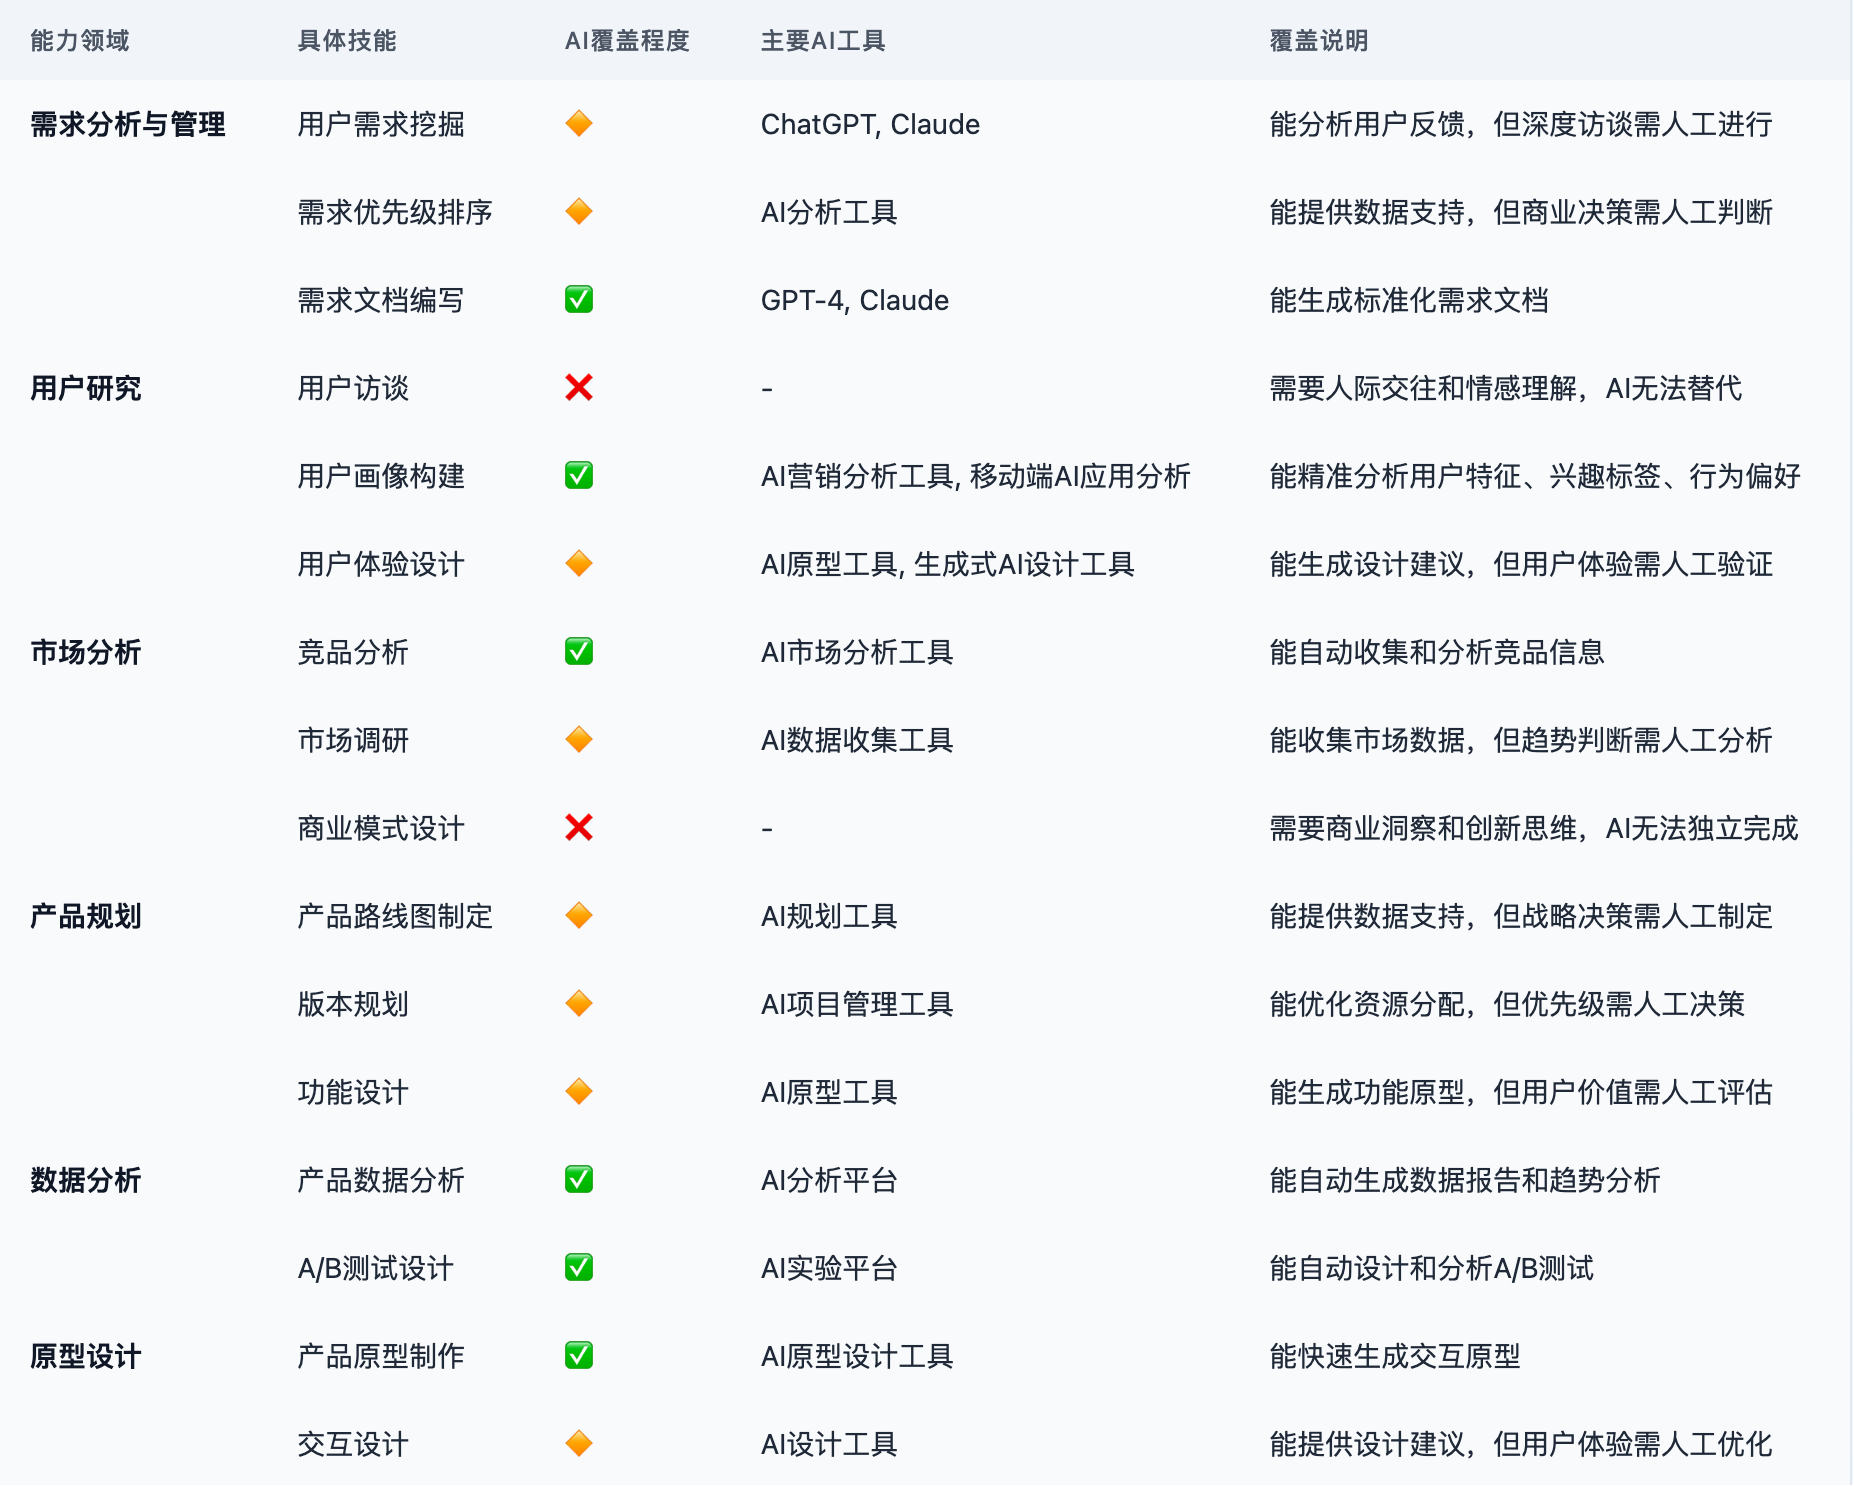 能力领域 具体技能 AI覆盖程度 主要AI工具 覆盖说明
需求分析与管理 用户需求挖掘 🔶 ChatGPT, Claude 能分析用户反馈，但深度访谈需人工进行
需求优先级排序 🔶 AI分析工具 能提供数据支持，但商业决策需人工判断
需求文档编写 ✅ GPT-4, Claude 能生成标准化需求文档
用户研究 用户访谈 ❌ - 需要人际交往和情感理解，AI无法替代
用户画像构建 ✅ AI营销分析工具, 移动端AI应用分析 能精准分析用户特征、兴趣标签、行为偏好
用户体验设计 🔶 AI原型工具, 生成式AI设计工具 能生成设计建议，但用户体验需人工验证
市场分析 竞品分析 ✅ AI市场分析工具 能自动收集和分析竞品信息
市场调研 🔶 AI数据收集工具 能收集市场数据，但趋势判断需人工分析
商业模式设计 ❌ - 需要商业洞察和创新思维，AI无法独立完成
产品规划 产品路线图制定 🔶 AI规划工具 能提供数据支持，但战略决策需人工制定
版本规划 🔶 AI项目管理工具 能优化资源分配，但优先级需人工决策
功能设计 🔶 AI原型工具 能生成功能原型，但用户价值需人工评估
数据分析 产品数据分析 ✅ AI分析平台 能自动生成数据报告和趋势分析
A/B测试设计 ✅ AI实验平台 能自动设计和分析A/B测试
原型设计 产品原型制作 ✅ AI原型设计工具 能快速生成交互原型
交互设计 🔶 AI设计工具 能提供设计建议，但用户体验需人工优化